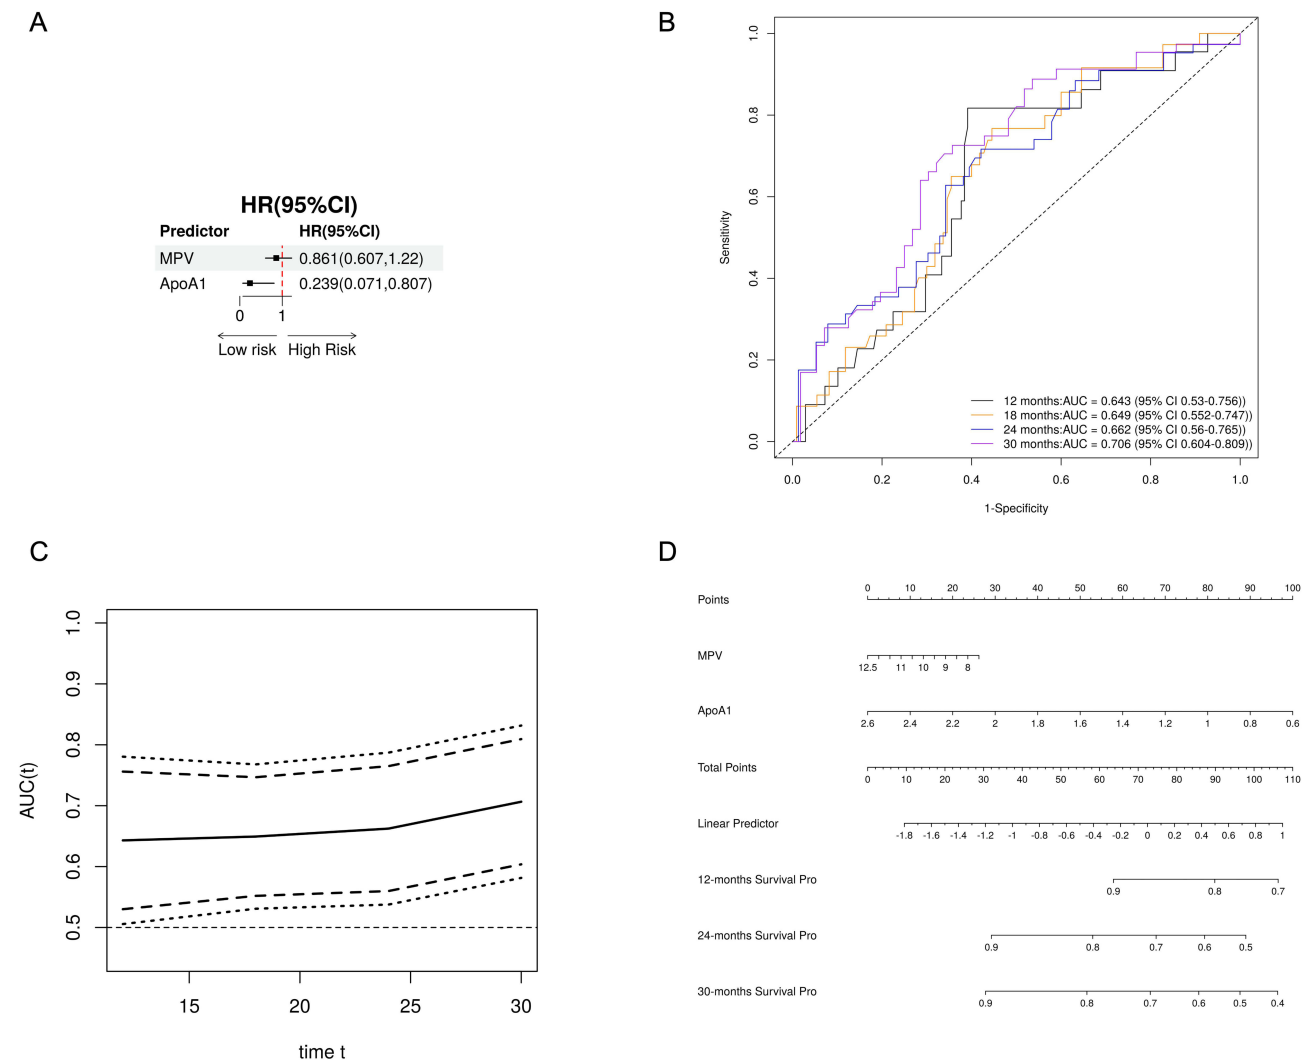 A
HR(95%CI)
Predictor HR(95%CI)
MPV 0.861(0.607,1.22)
ApoA1 0.239(0.071,0.807)
0 1
Low risk High Risk
B
Sensitivity
1.0
0.8
0.6
0.4
0.2
0.0
12 months:AUC = 0.643 (95% CI 0.53-0.756))
18 months:AUC = 0.649 (95% CI 0.552-0.747))
24 months:AUC = 0.662 (95% CI 0.56-0.765))
30 months:AUC = 0.706 (95% CI 0.604-0.809))
0.0 0.2 0.4 0.6 0.8 1.0
1-Specificity
C
AUC(t)
1.0
0.9
0.8
0.7
0.6
0.5
15 20 25 30
time t
D
Points 0 10 20 30 40 50 60 70 80 90 100
MPV 12.5 11 10 9 8
ApoA1 2.6 2.4 2.2 2 1.8 1.6 1.4 1.2 1 0.8 0.6
Total Points 0 10 20 30 40 50 60 70 80 90 100 110
Linear Predictor -1.8 -1.6 -1.4 -1.2 -1 -0.8 -0.6 -0.4 -0.2 0 0.2 0.4 0.6 0.8 1
12-months Survival Pro 0.9 0.8 0.7
24-months Survival Pro 0.9 0.8 0.7 0.6 0.5
30-months Survival Pro 0.9 0.8 0.7 0.6 0.5 0.4